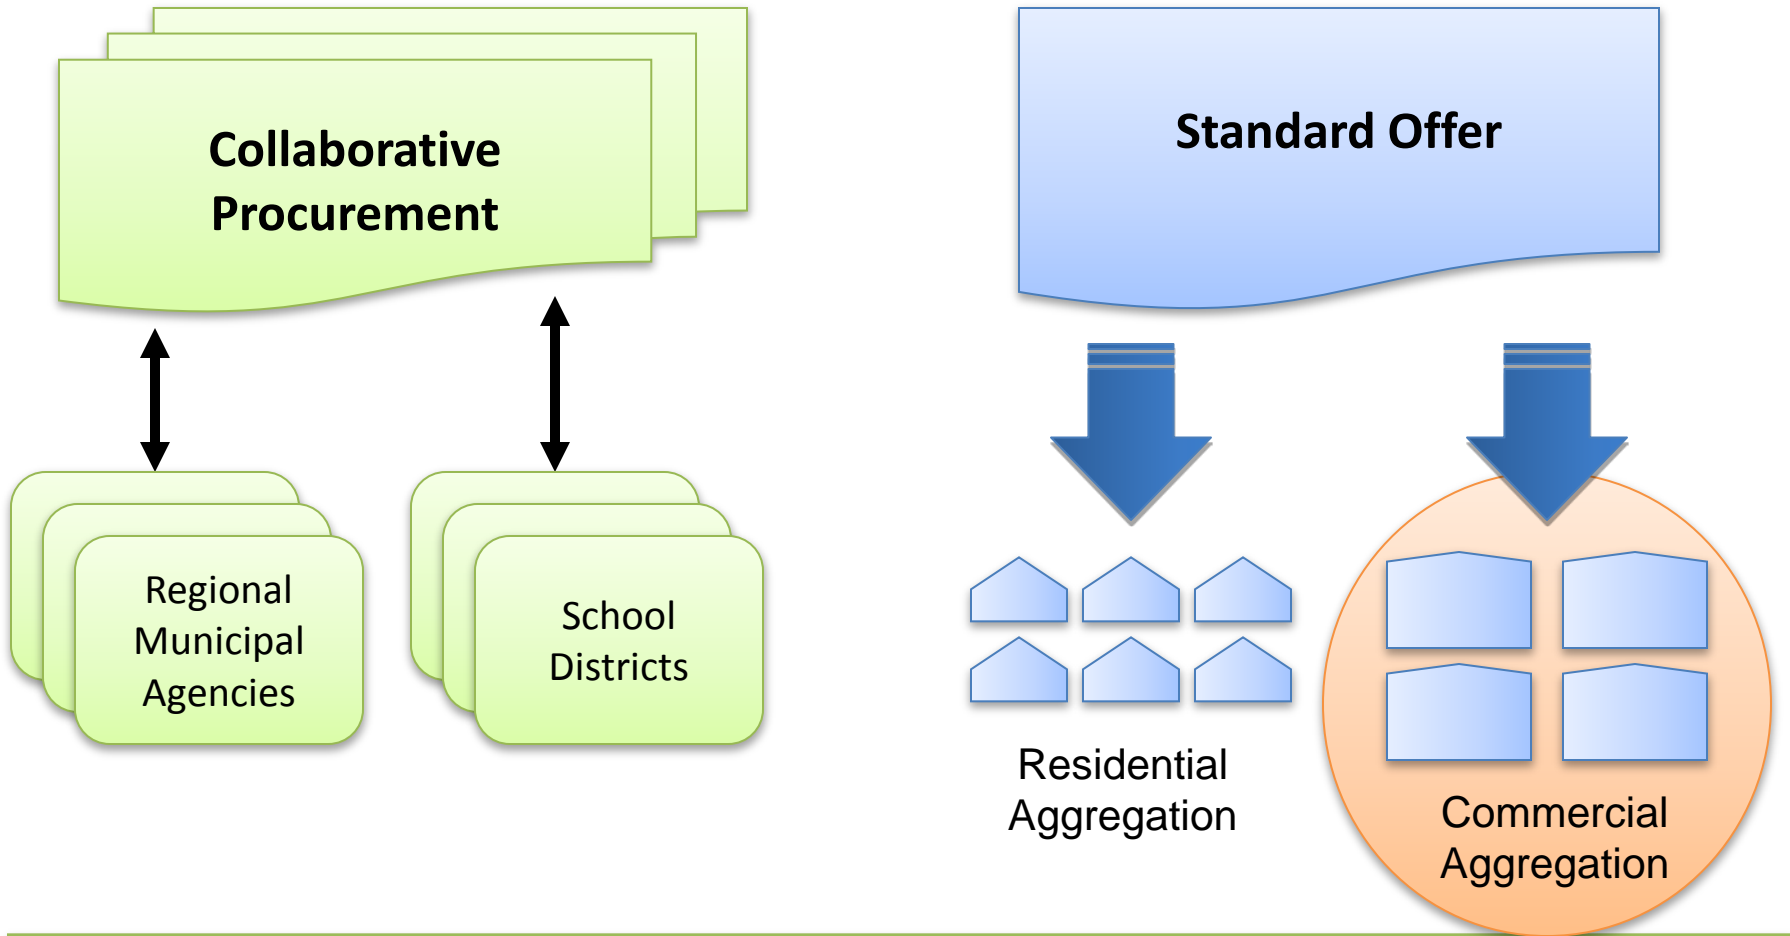 Collaborative
Procurement
Standard Offer
Regional
Municipal
Agencies
School
Districts
Residential
Aggregation
Commercial
Aggregation